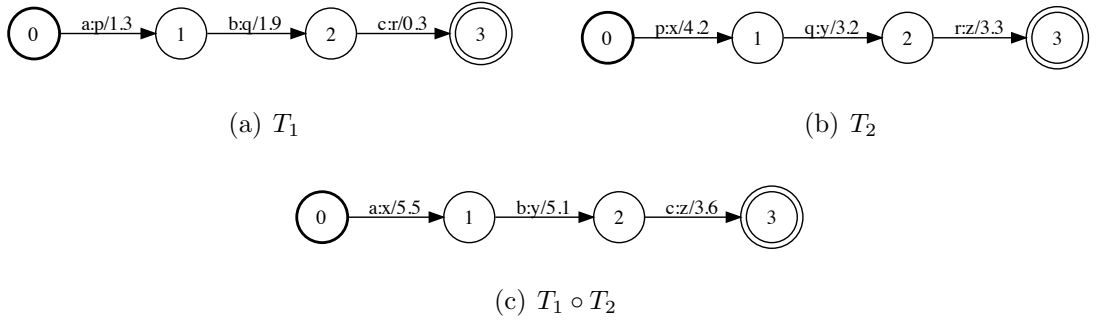 0 a:p/1.3 1 b:q/1.9 2 c:r/0.3 3
(a) T₁
0 p:x/4.2 1 q:y/3.2 2 r:z/3.3 3
(b) T₂
0 a:x/5.5 1 b:y/5.1 2 c:z/3.6 3
(c) T₁ ∘ T₂